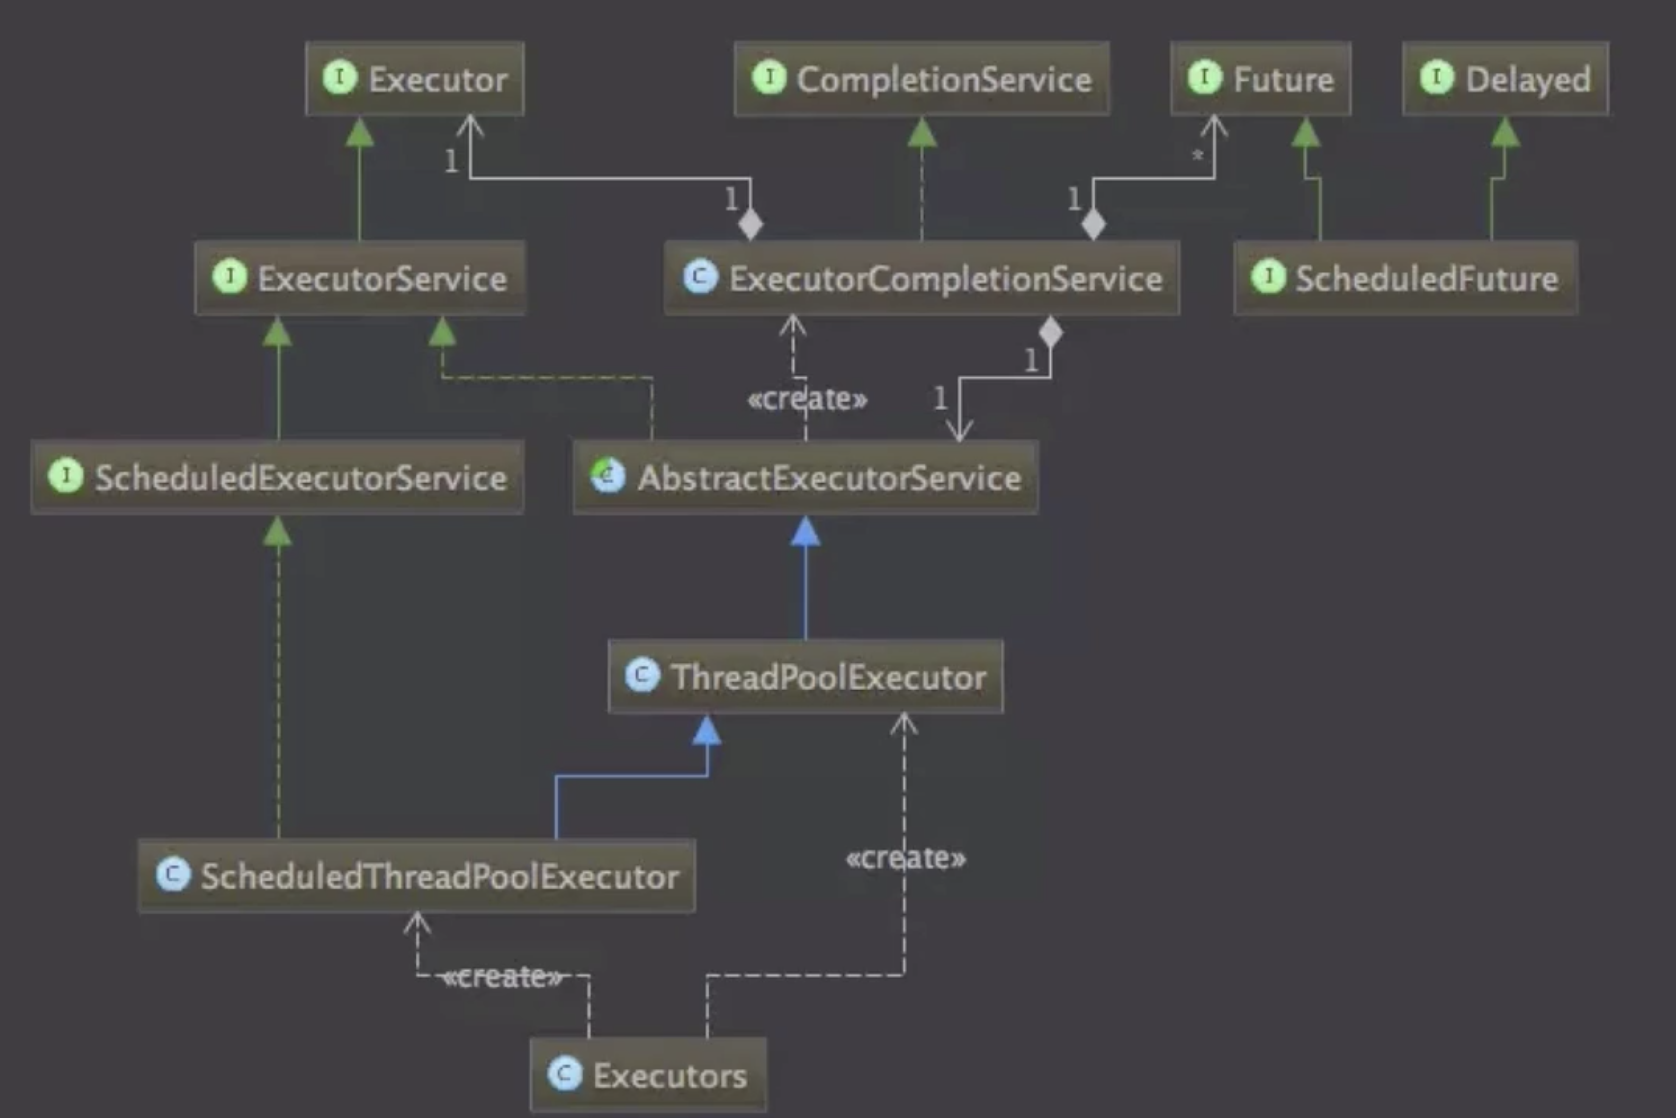 I Executor
I CompletionService
I Future
I Delayed
1
*
1
1
I ExecutorService
C ExecutorCompletionService
I ScheduledFuture
1
«create»
1
I ScheduledExecutorService
C AbstractExecutorService
C ThreadPoolExecutor
«create»
C ScheduledThreadPoolExecutor
«create»
C Executors